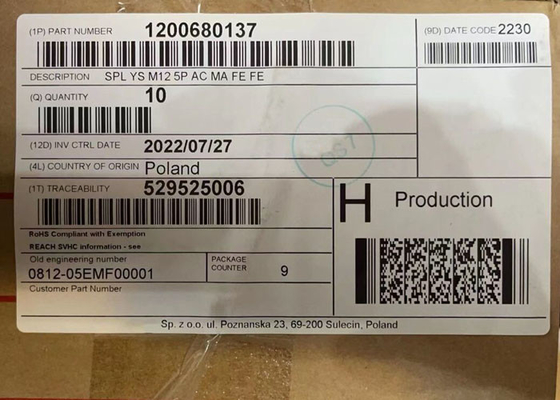 (1P) PART NUMBER 1200680137
(9D) DATE CODE 2230
DESCRIPTION SPL YS M12 5P AC MA FE FE
(Q) QUANTITY 10
(12D) INV CTRL DATE 2022/07/27
(4L) COUNTRY OF ORIGIN Poland
(1T) TRACEABILITY 529525006
QS7
H Production
RoHS Compliant with Exemption
REACH SVHC information - see
Old engineering number
0812-05EMF00001
PACKAGE
COUNTER 9
Customer Part Number
Sp. z o.o. ul. Poznanska 23, 69-200 Sulecin, Poland